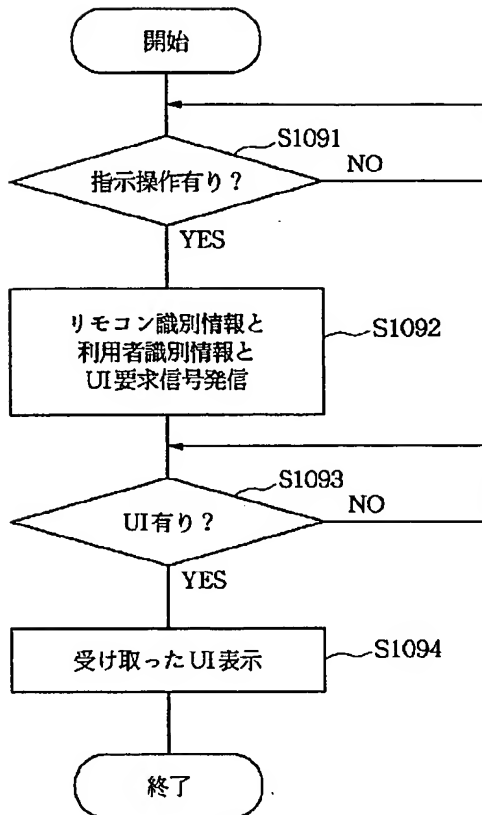 開始
S1091
指示操作有り？
NO
YES
リモコン識別情報と
利用者識別情報と
UI要求信号発信
S1092
S1093
UI有り？
NO
YES
受け取ったUI表示
S1094
終了